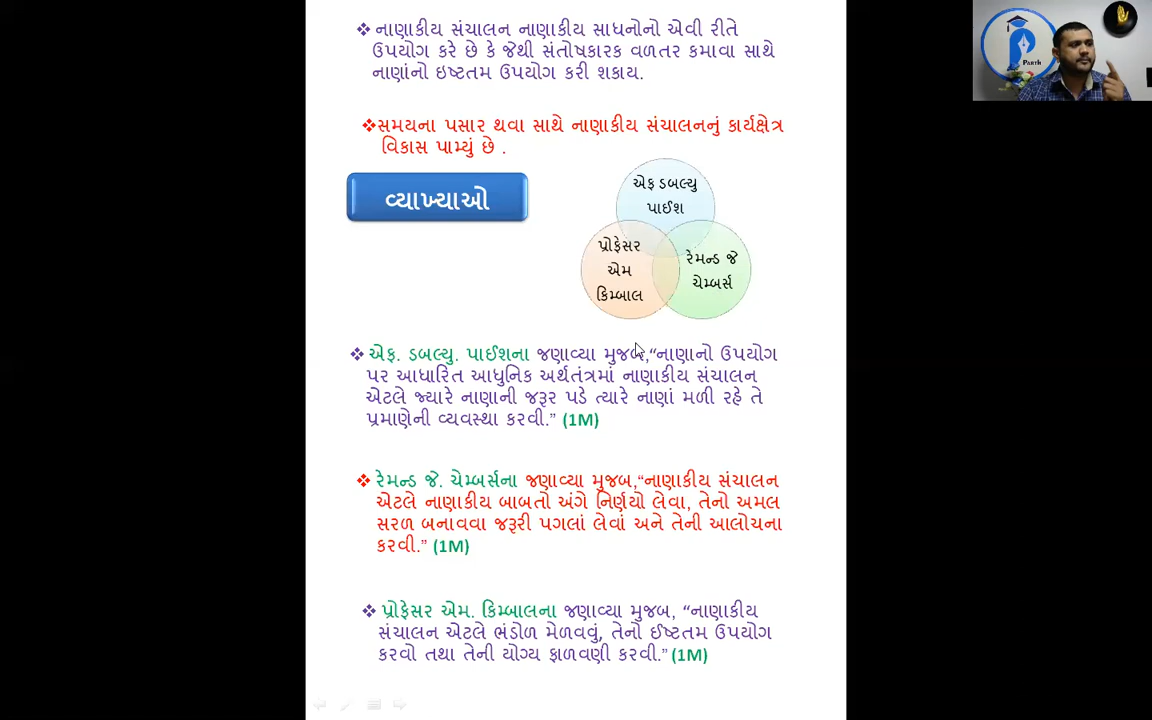 ❖ નાણાકીય સંચાલન નાણાકીય સાધનોનો એવી રીતે
ઉપયોગ કરે છે કે જેથી સંતોષકારક વળતર કમાવા સાથે
નાણાંનો ઇષ્ટતમ ઉપયોગ કરી શકાય.
❖સમયના પસાર થવા સાથે નાણાકીય સંચાલનનું કાર્યક્ષેત્ર
વિકાસ પામ્યું છે .
વ્યાખ્યાઓ
એફ ડબલ્યુ
પાઈશ
પ્રોફેસર
એમ
કિમ્બાલ
રેમન્ડ જે
ચેમ્બર્સ
❖ એફ. ડબલ્યુ. પાઈશના જણાવ્યા મુજબ,“નાણાનો ઉપયોગ
પર આધારિત આધુનિક અર્થતંત્રમાં નાણાકીય સંચાલન
એટલે જ્યારે નાણાની જરૂર પડે ત્યારે નાણાં મળી રહે તે
પ્રમાણેની વ્યવસ્થા કરવી.” (1M)
❖ રેમન્ડ જે. ચેમ્બર્સના જણાવ્યા મુજબ,“નાણાકીય સંચાલન
એટલે નાણાકીય બાબતો અંગે નિર્ણયો લેવા, તેનો અમલ
સરળ બનાવવા જરૂરી પગલાં લેવાં અને તેની આલોચના
કરવી.” (1M)
❖ પ્રોફેસર એમ. કિમ્બાલના જણાવ્યા મુજબ, “નાણાકીય
સંચાલન એટલે ભંડોળ મેળવવું, તેનો ઈષ્ટતમ ઉપયોગ
કરવો તથા તેની યોગ્ય ફાળવણી કરવી.” (1M)
Parth